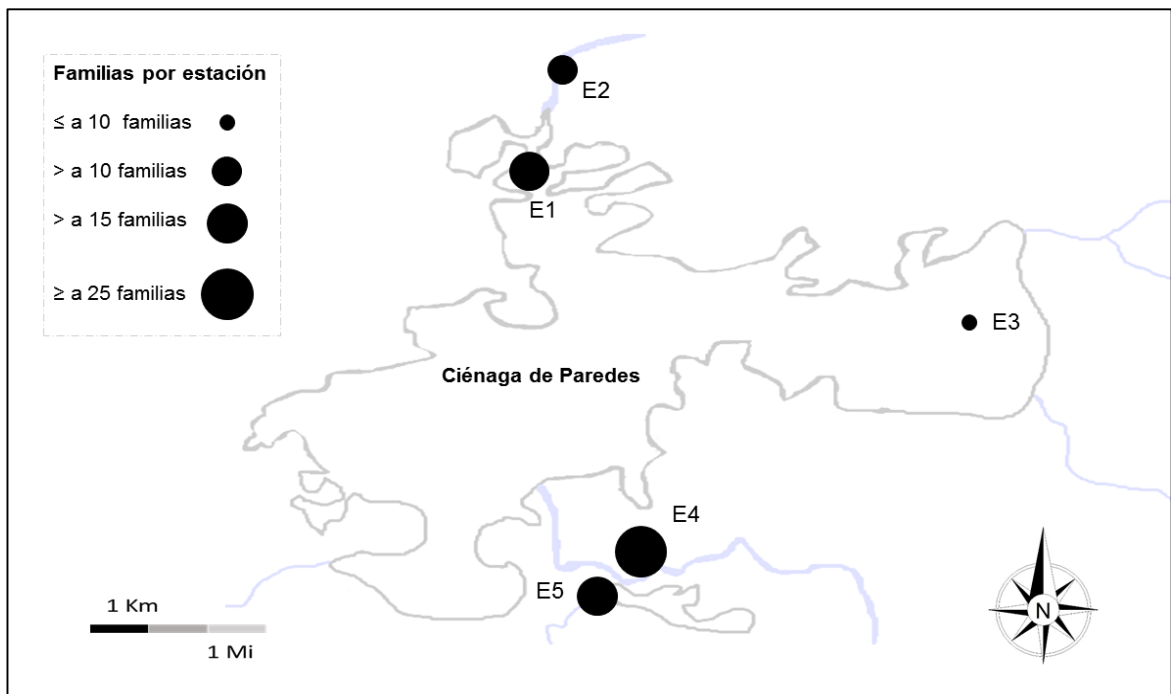 Familias por estación
≤ a 10 familias
> a 10 familias
> a 15 familias
≥ a 25 familias
E2
E1
E3
Ciénaga de Paredes
E4
E5
1 Km
1 Mi
N